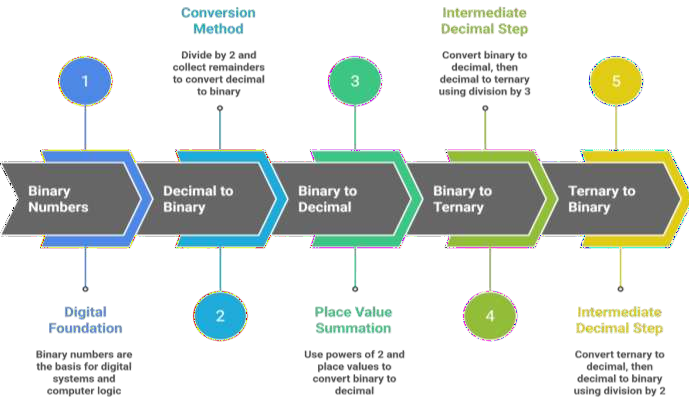 Conversion
Method
Divide by 2 and
collect remainders
to convert decimal
to binary
Intermediate
Decimal Step
Convert binary to
decimal, then
decimal to ternary
using division by 3
1
3
5
Binary
Numbers
Decimal to
Binary
Binary to
Decimal
Binary to
Ternary
Ternary to
Binary
Digital
Foundation
Binary numbers are
the basis for digital
systems and
computer logic
2
Place Value
Summation
Use powers of 2 and
place values to
convert binary to
decimal
4
Intermediate
Decimal Step
Convert ternary to
decimal, then
decimal to binary
using division by 2